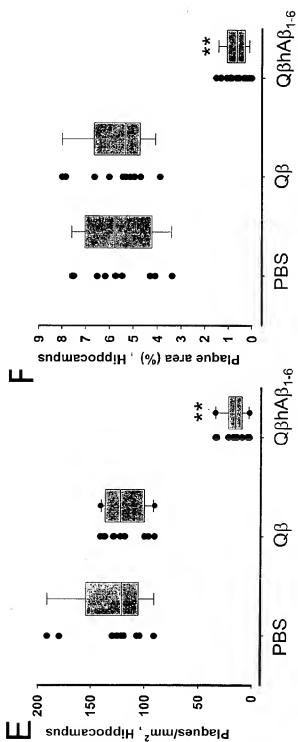 E
Plaques/mm², Hippocampus
200
150
100
50
0
**
PBS
Qβ
QβhAβ1-6
F
Plaque area (%) , Hippocampus
9
8
7
6
5
4
3
2
1
0
**
PBS
Qβ
QβhAβ1-6